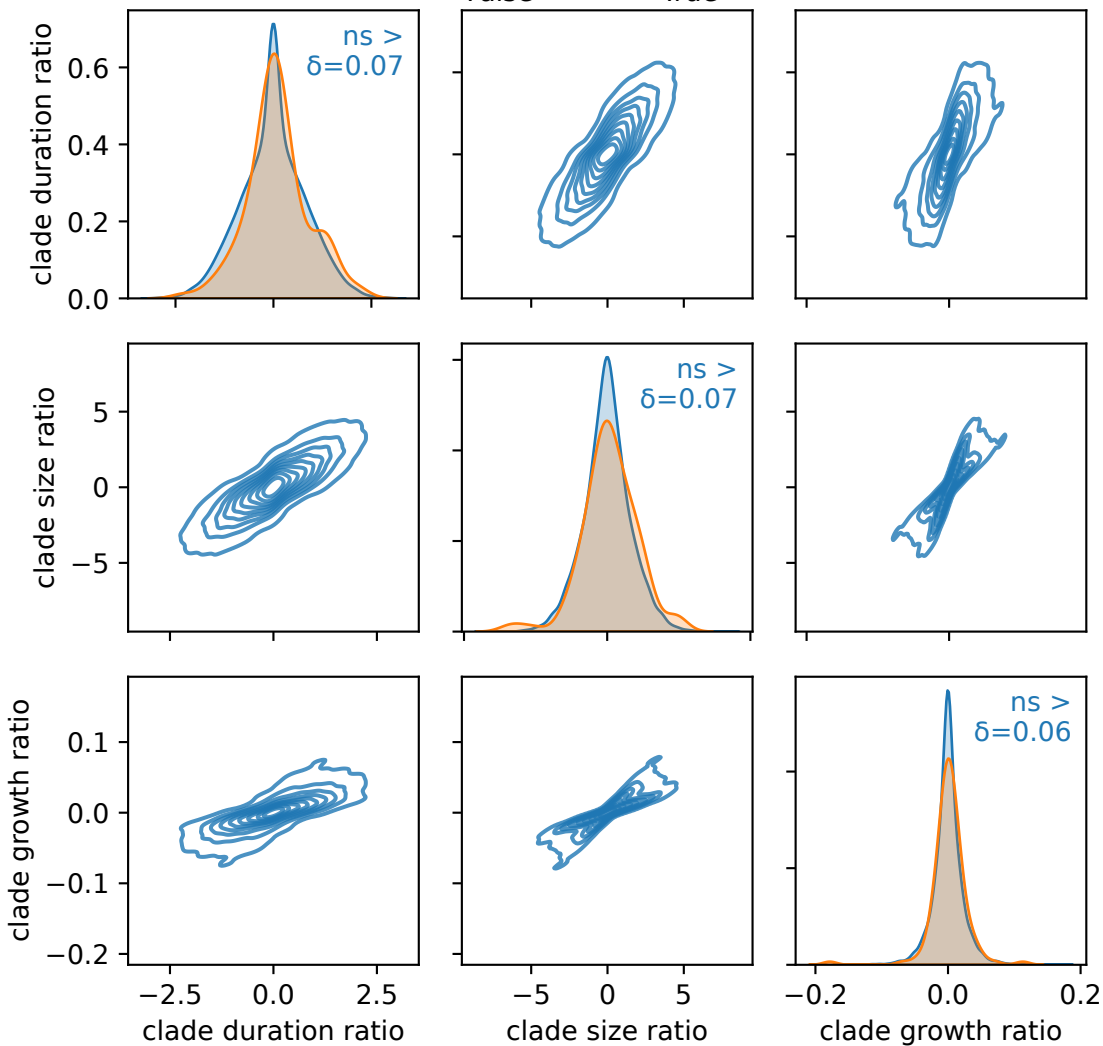 clade duration ratio
0.6
0.4
0.2
0.0
ns >
δ=0.07
clade size ratio
5
0
−5
ns >
δ=0.07
clade growth ratio
0.1
0.0
−0.1
−0.2
ns >
δ=0.06
−2.5 0.0 2.5
−5 0 5
−0.2 0.0 0.2
clade duration ratio
clade size ratio
clade growth ratio